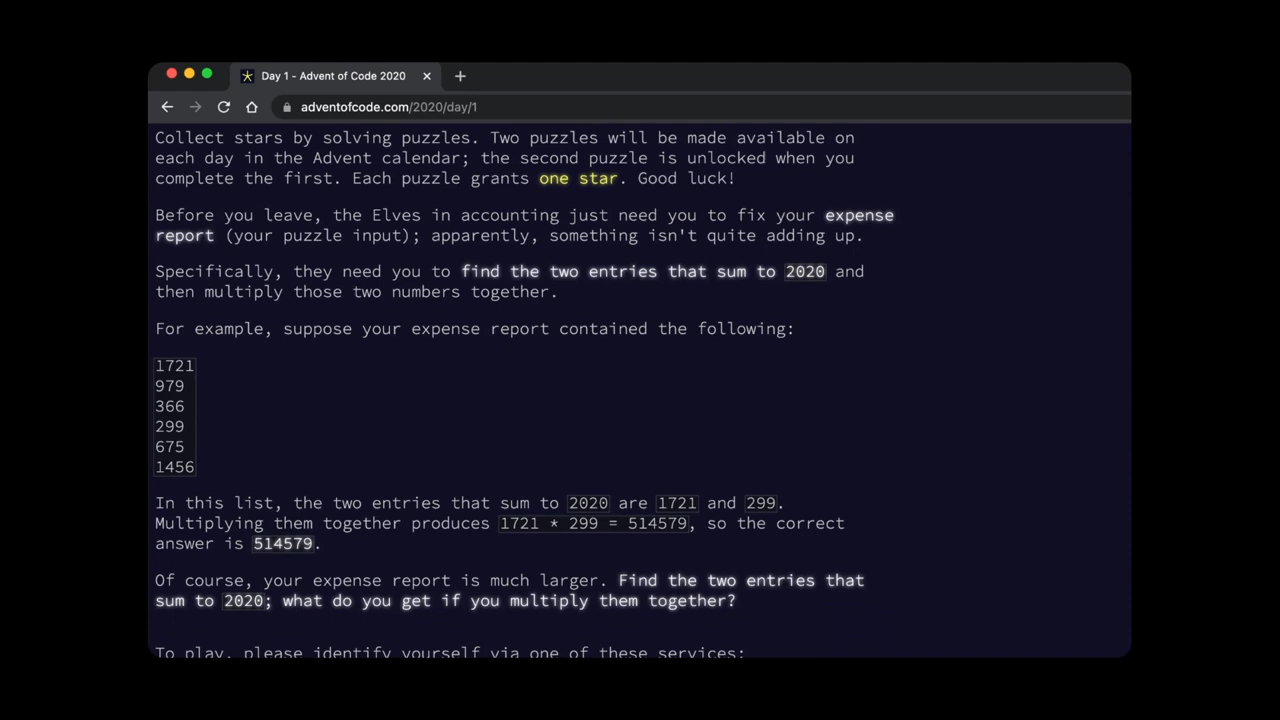 Day 1 - Advent of Code 2020
adventofcode.com/2020/day/1
Collect stars by solving puzzles. Two puzzles will be made available on
each day in the Advent calendar; the second puzzle is unlocked when you
complete the first. Each puzzle grants one star. Good luck!
Before you leave, the Elves in accounting just need you to fix your expense
report (your puzzle input); apparently, something isn't quite adding up.
Specifically, they need you to find the two entries that sum to 2020 and
then multiply those two numbers together.
For example, suppose your expense report contained the following:
1721
979
366
299
675
1456
In this list, the two entries that sum to 2020 are 1721 and 299.
Multiplying them together produces 1721 * 299 = 514579, so the correct
answer is 514579.
Of course, your expense report is much larger. Find the two entries that
sum to 2020; what do you get if you multiply them together?
To play, please identify yourself via one of these services: